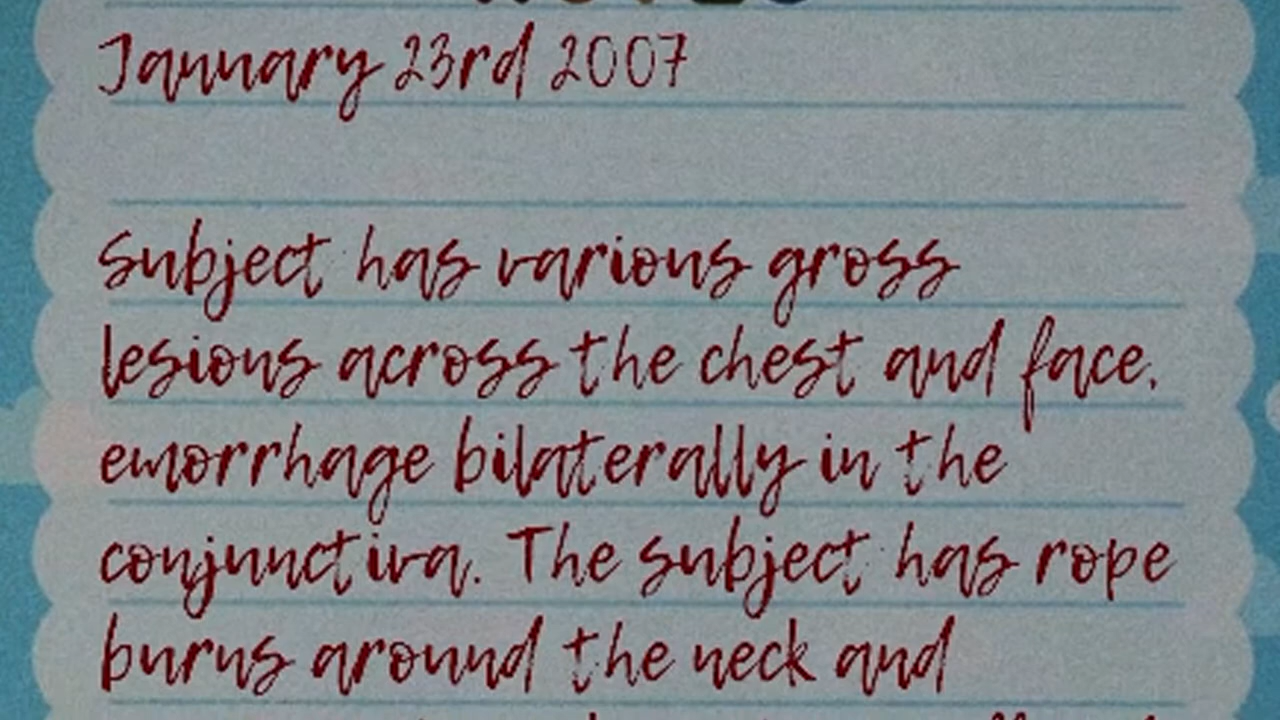 January 23rd 2007
Subject has various gross
lesions across the chest and face.
emorrhage bilaterally in the
conjunctiva. The subject has rope
burns around the neck and